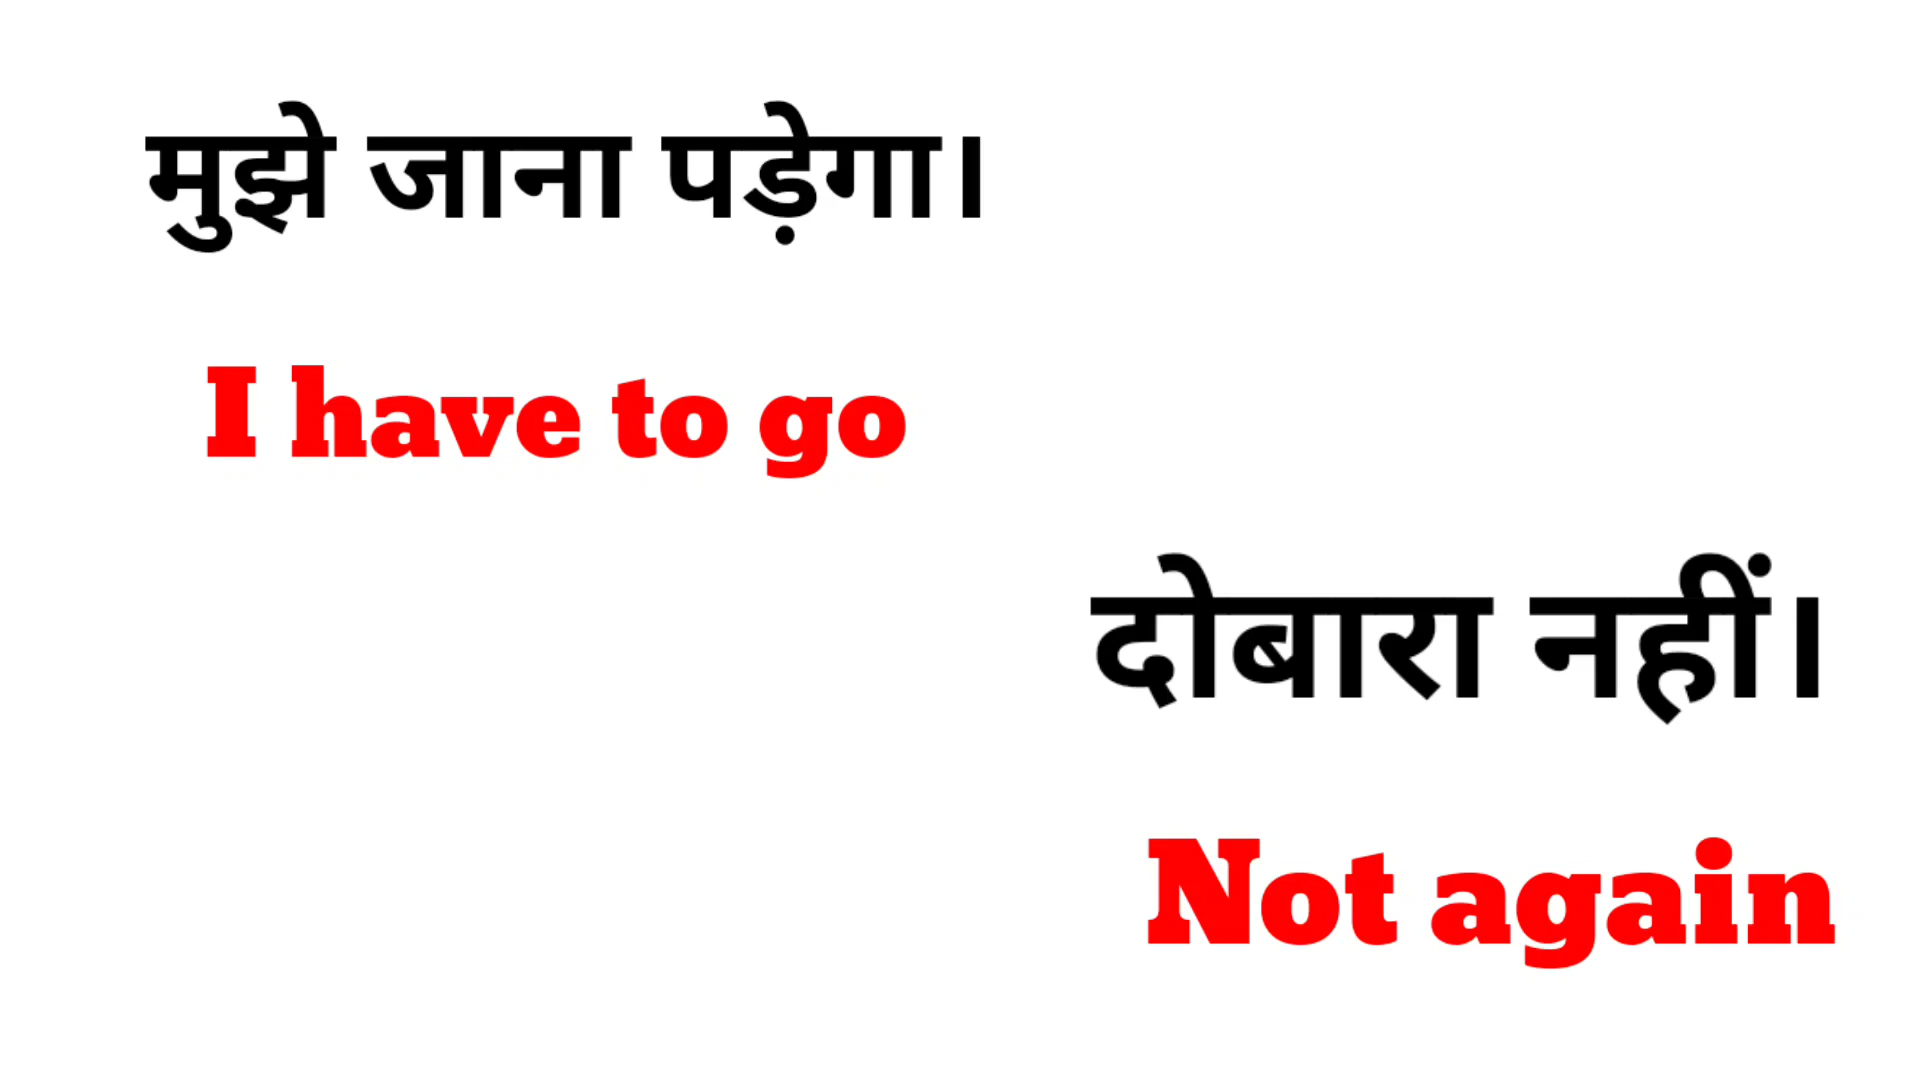 मुझे जाना पड़ेगा।
I have to go
दोबारा नहीं।
Not again